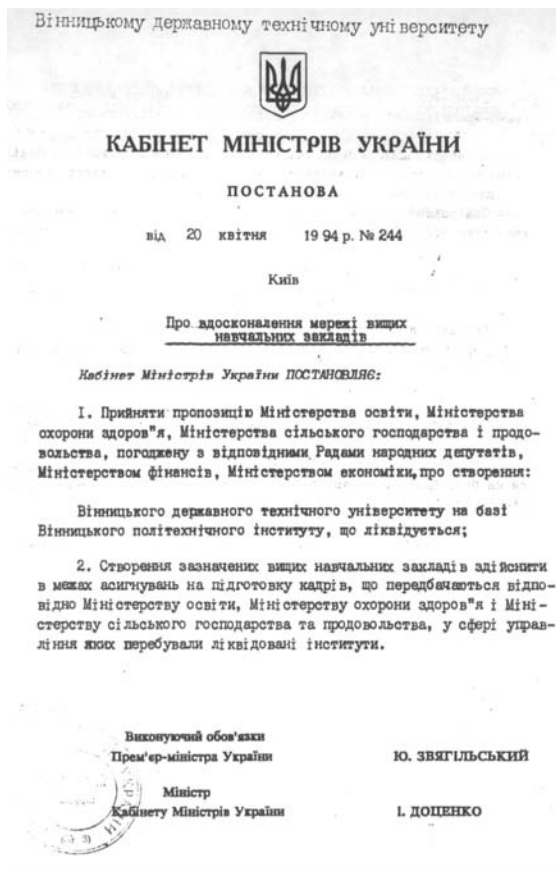 Вінницькому державному технічному університету
КАБІНЕТ МІНІСТРІВ УКРАЇНИ
ПОСТАНОВА
від 20 квітня 1994 р. № 244
Київ
Про вдосконалення мережі вищих
навчальних закладів
Кабінет Міністрів України ПОСТАНОВЛЯЄ:
І. Прийняти пропозицію Міністерства освіти, Міністерства
охорони здоров"я, Міністерства сільського господарства і продо-
вольства, погоджену з відповідними Радами народних депутатів,
Міністерством фінансів, Міністерством економіки, про створення:
Вінницького державного технічного університету на базі
Вінницького політехнічного інституту, що ліквідується;
2. Створення зазначених вищих навчальних закладів здійснити
в межах асигнувань на підготовку кадрів, що передбачаються відпо-
відно Міністерству освіти, Міністерству охорони здоров"я і Міні-
стерству сільського господарства та продовольства, у сфері управ-
ління яких перебували ліквідовані інститути.
Виконуючий обов'язки
Прем'єр-міністра України Ю. ЗВЯГІЛЬСЬКИЙ
Міністр
Кабінету Міністрів України І. ДОЦЕНКО